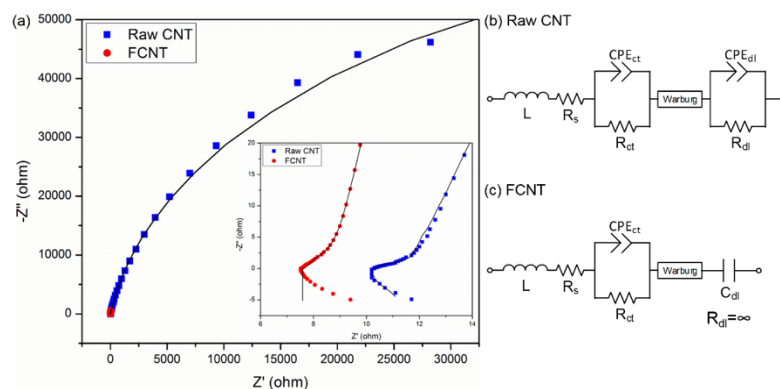 (a)
Raw CNT
FCNT
50000
40000
30000
20000
10000
0
-Z'' (ohm)
0
5000
10000
15000
20000
25000
30000
Z' (ohm)
Raw CNT
FCNT
20
15
10
5
0
-5
-Z'' (ohm)
6
8
10
12
14
Z' (ohm)
(b) Raw CNT
CPEct
CPEdl
Warburg
L
Rs
Rct
Rdl
(c) FCNT
CPEct
Warburg
L
Rs
Rct
Cdl
Rdl=∞